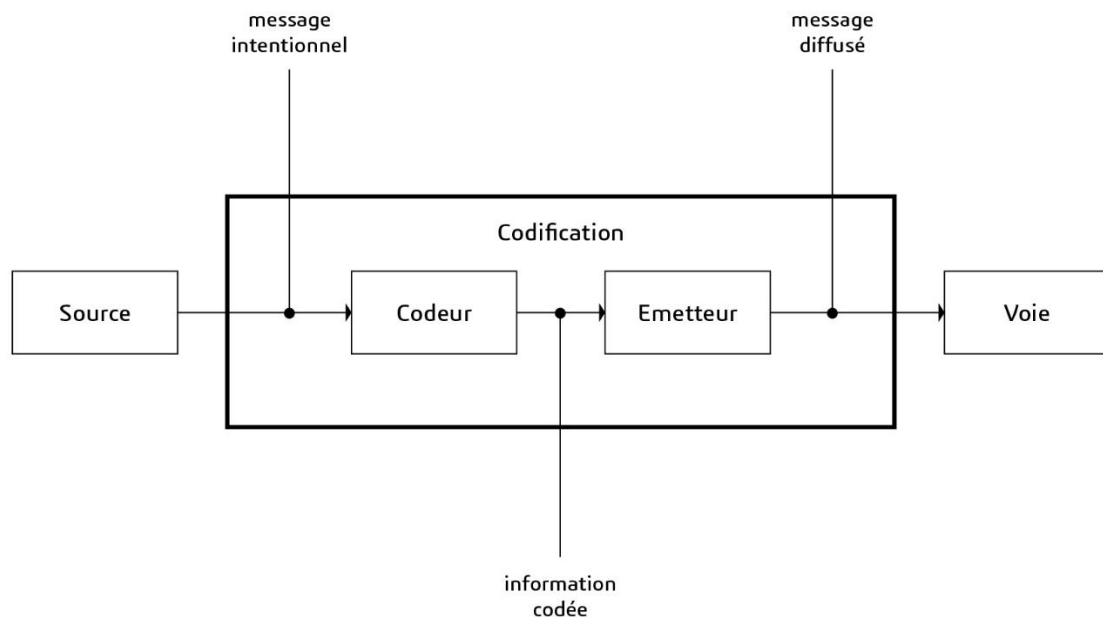 message
intentionnel
message
diffusé
Codification
Source
Codeur
Emetteur
Voie
information
codée